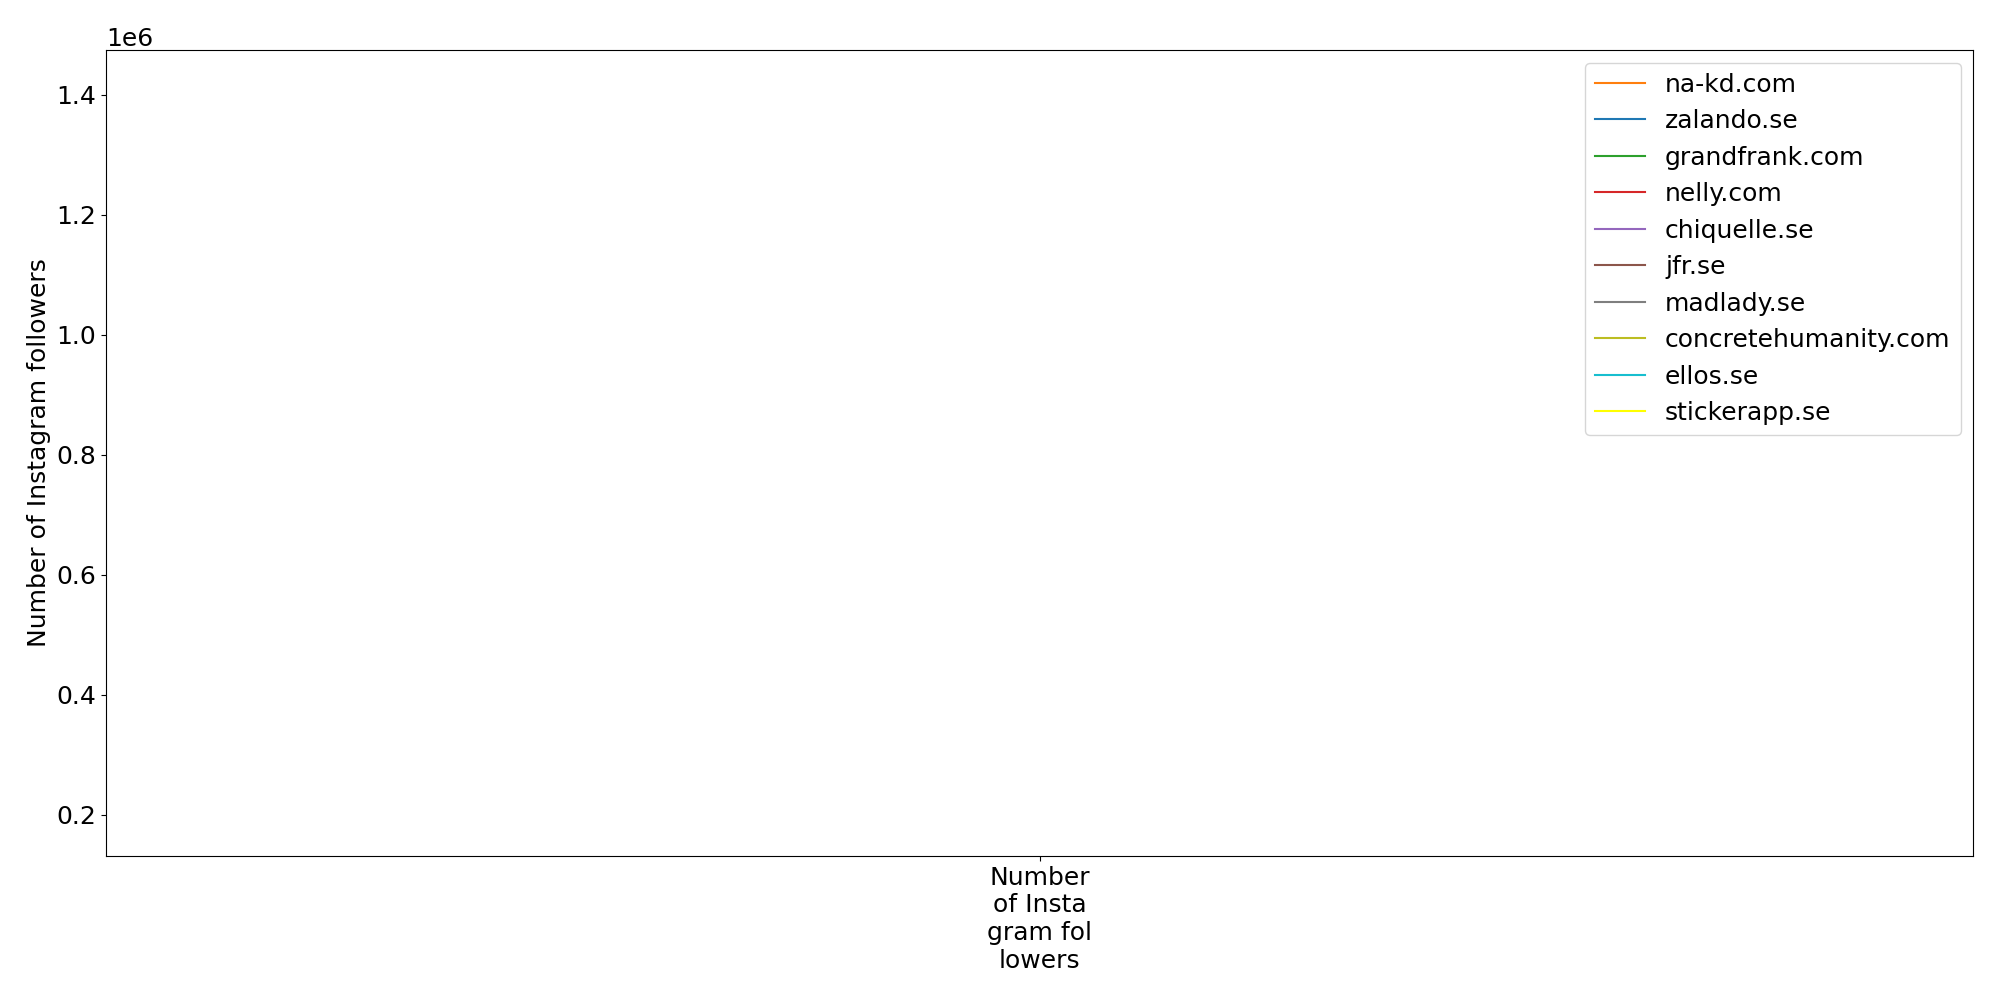 1e6
1.4
1.2
1.0
0.8
0.6
0.4
0.2
Number of Instagram followers
na-kd.com
zalando.se
grandfrank.com
nelly.com
chiquelle.se
jfr.se
madlady.se
concretehumanity.com
ellos.se
stickerapp.se
Number
of Insta
gram fol
lowers